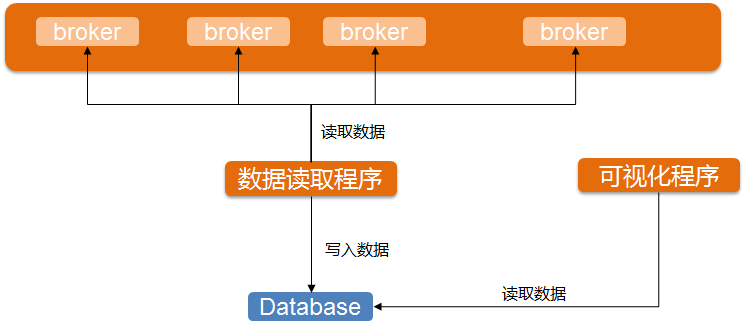 broker
broker
broker
broker
读取数据
数据读取程序
可视化程序
写入数据
Database
读取数据